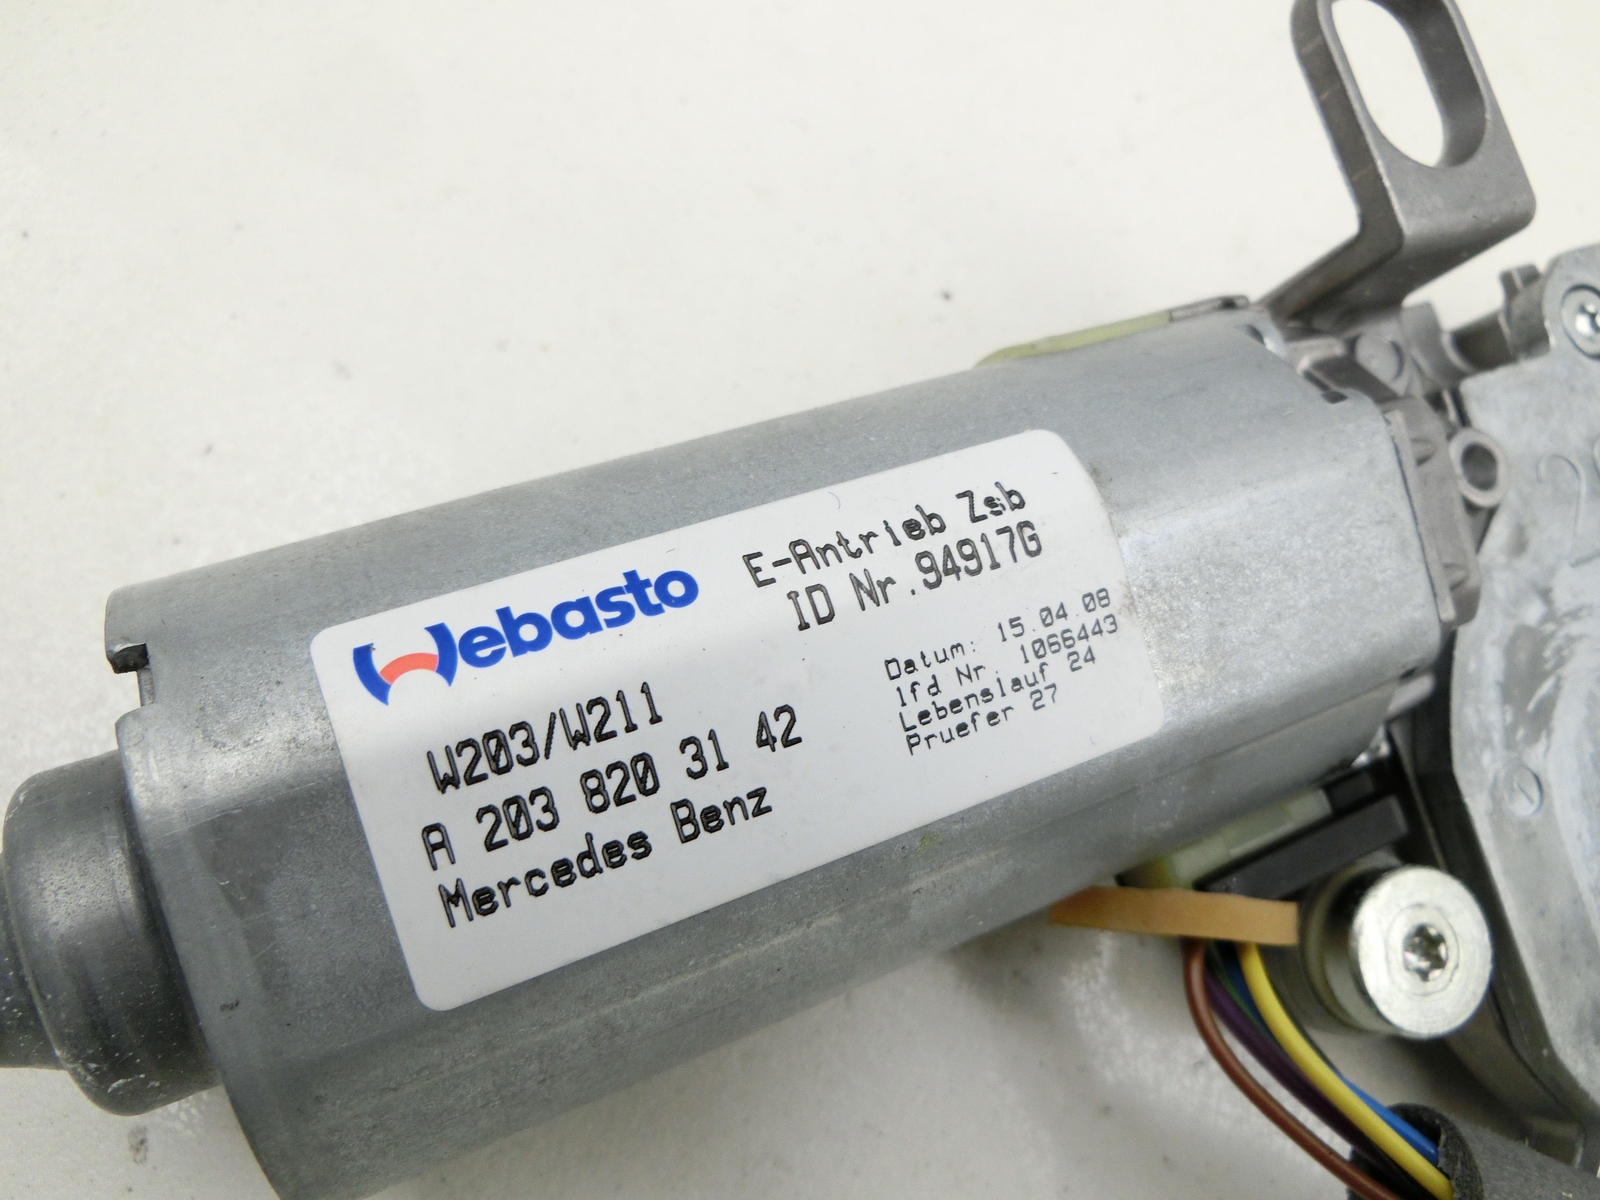 Webasto
E-Antrieb Zsb
ID Nr.94917G
W203/W211
A 203 820 31 42
Mercedes Benz
Datum: 15.04.08
lfd Nr. 1066443
Lebenslauf 24
Pruefer 27